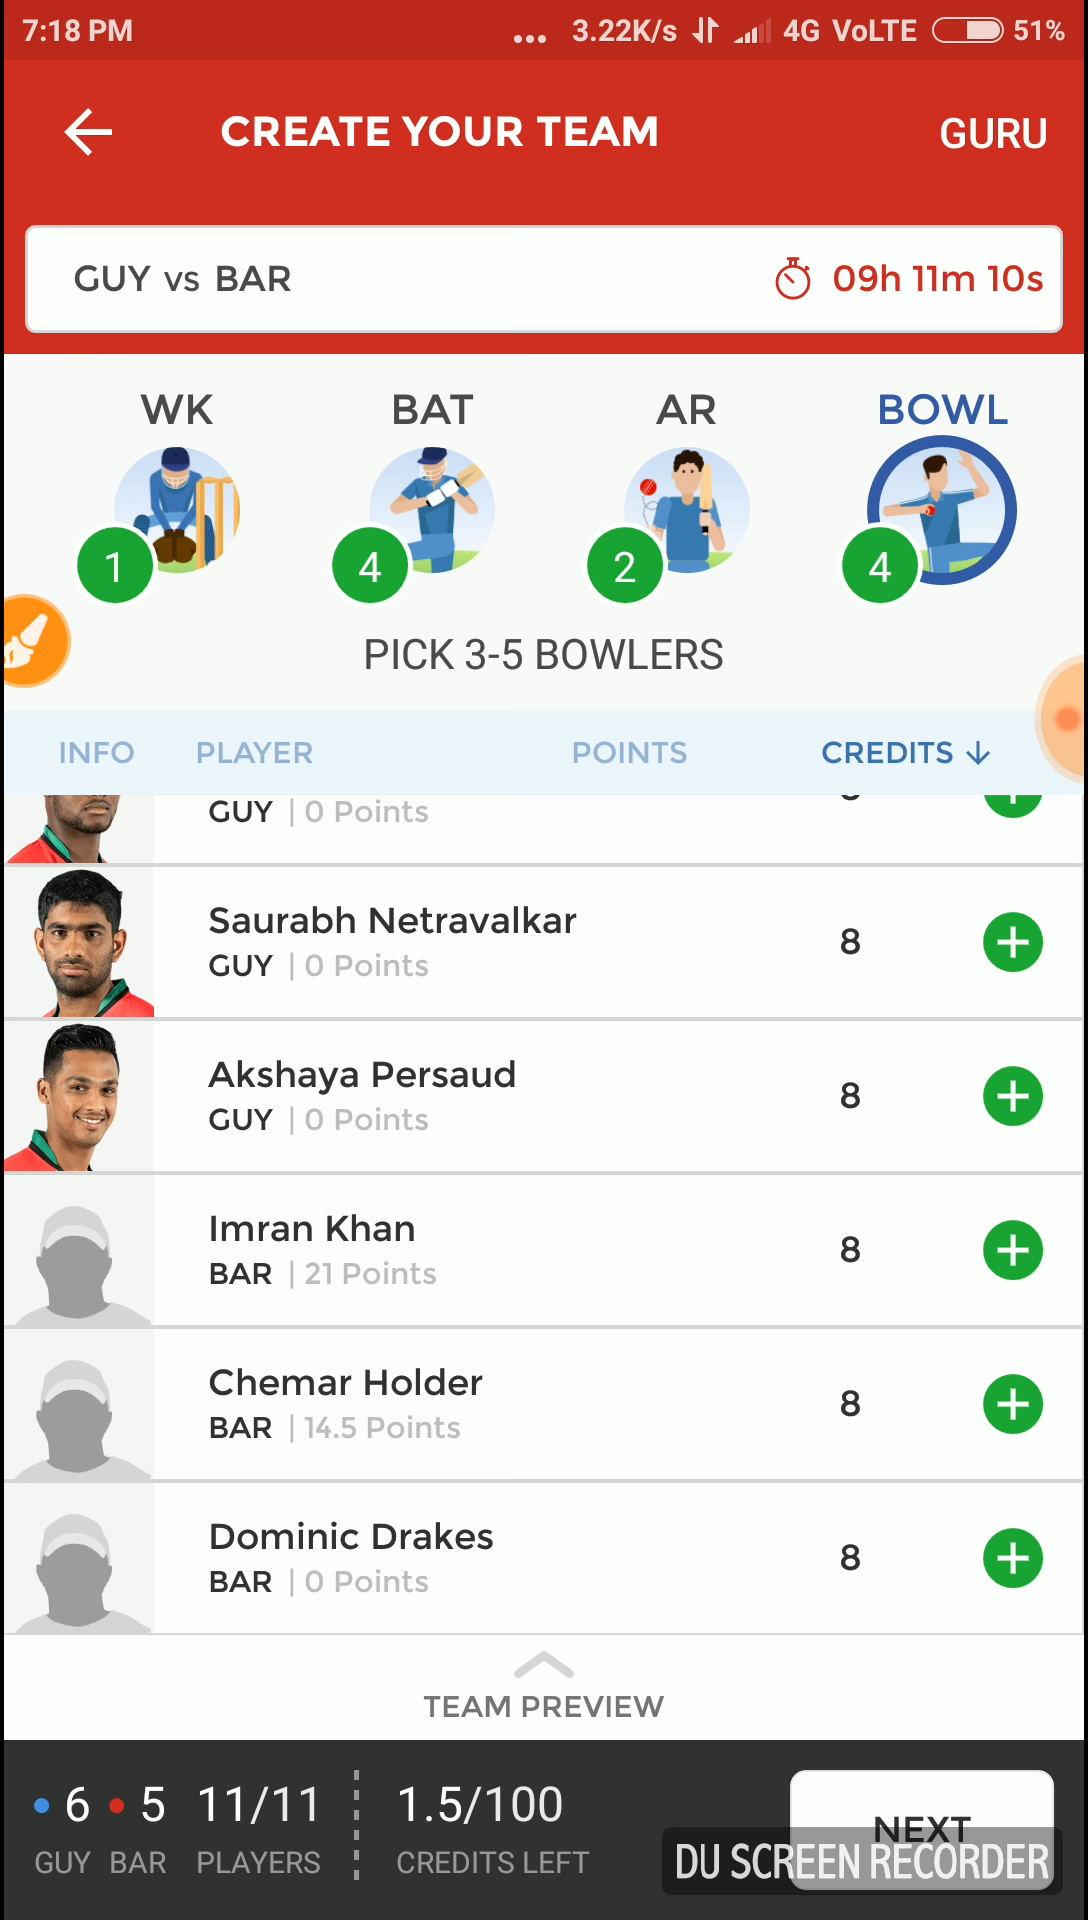 7:18 PM ... 3.22K/s 4G VoLTE 51%
CREATE YOUR TEAM GURU
GUY vs BAR 09h 11m 10s
WK BAT AR BOWL
1 4 2 4
PICK 3-5 BOWLERS
INFO PLAYER POINTS CREDITS
GUY | 0 Points
Saurabh Netravalkar
GUY | 0 Points 8
Akshaya Persaud
GUY | 0 Points 8
Imran Khan
BAR | 21 Points 8
Chemar Holder
BAR | 14.5 Points 8
Dominic Drakes
BAR | 0 Points 8
TEAM PREVIEW
6 5 11/11 1.5/100
GUY BAR PLAYERS CREDITS LEFT
NEXT
DU SCREEN RECORDER